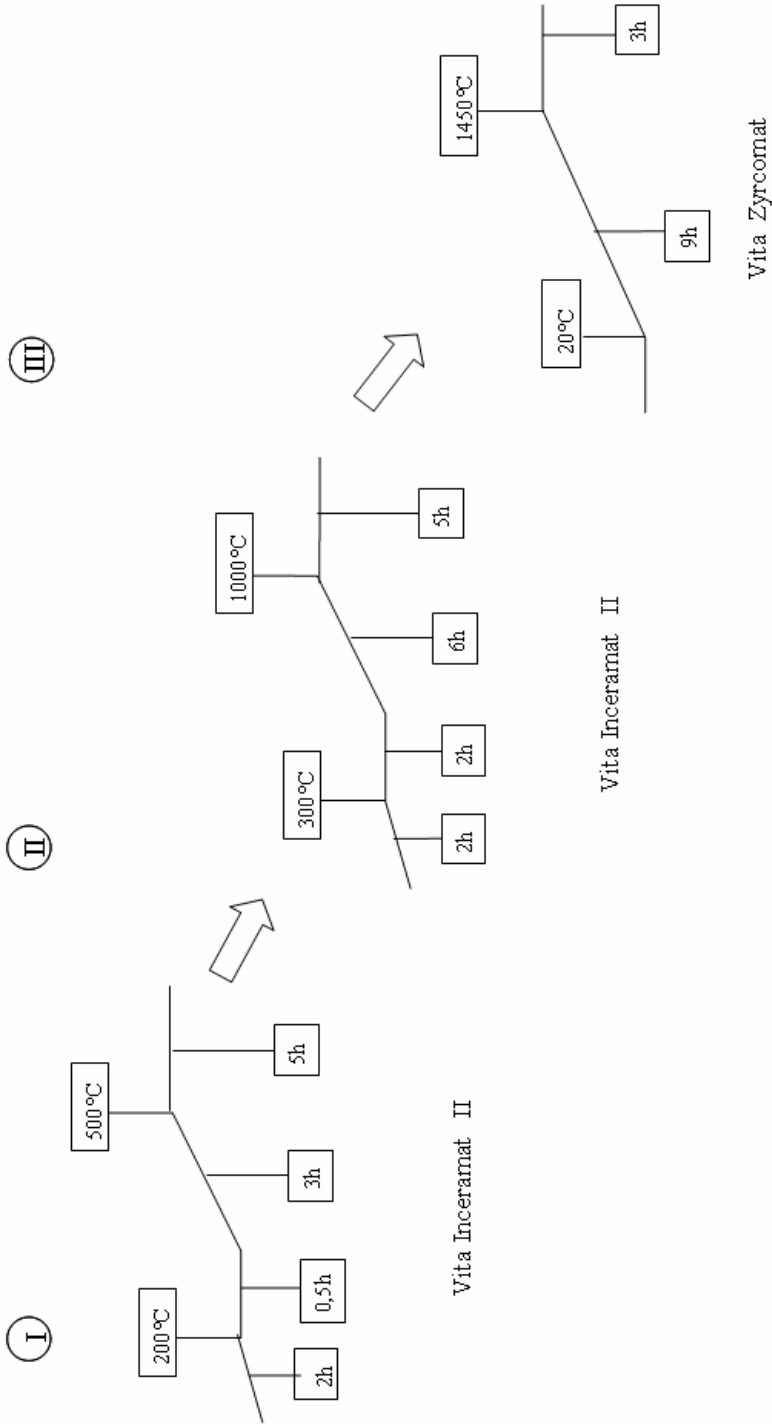 I
200°C
500°C
2h
0,5h
3h
5h
Vita Inceramat II
II
300°C
1000°C
2h
2h
6h
5h
Vita Inceramat II
III
20°C
1450°C
9h
3h
Vita Zyrcomat